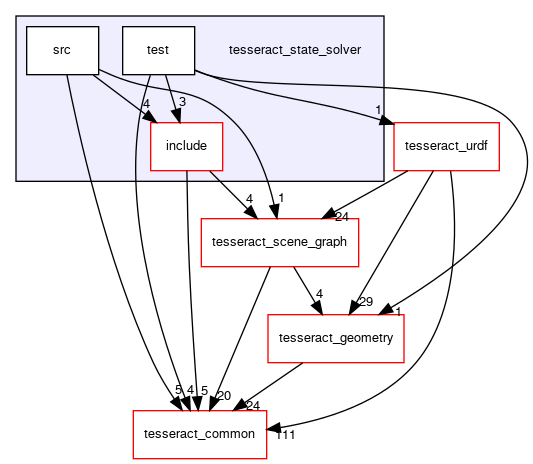 src
test
tesseract_state_solver
4
3
1
include
tesseract_urdf
4
1
24
tesseract_scene_graph
4
29
1
tesseract_geometry
5
4
5
20
24
111
tesseract_common